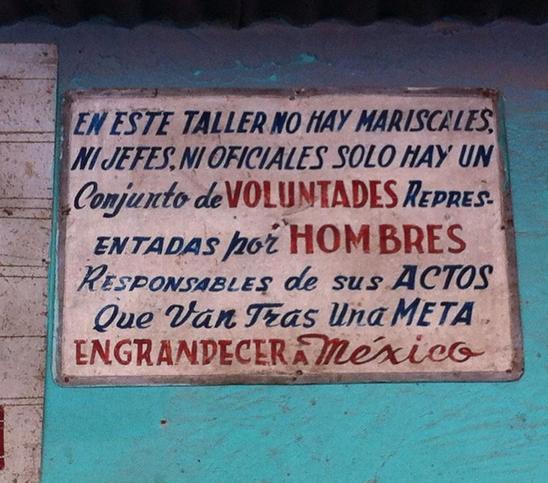 EN ESTE TALLER NO HAY MARISCALES,
NI JEFES, NI OFICIALES SOLO HAY UN
Conjunto de VOLUNTADES REPRES-
ENTADAS por HOMBRES
RESPONSABLES de sus ACTOS
Que Van Tras Una META
ENGRANDECER a México